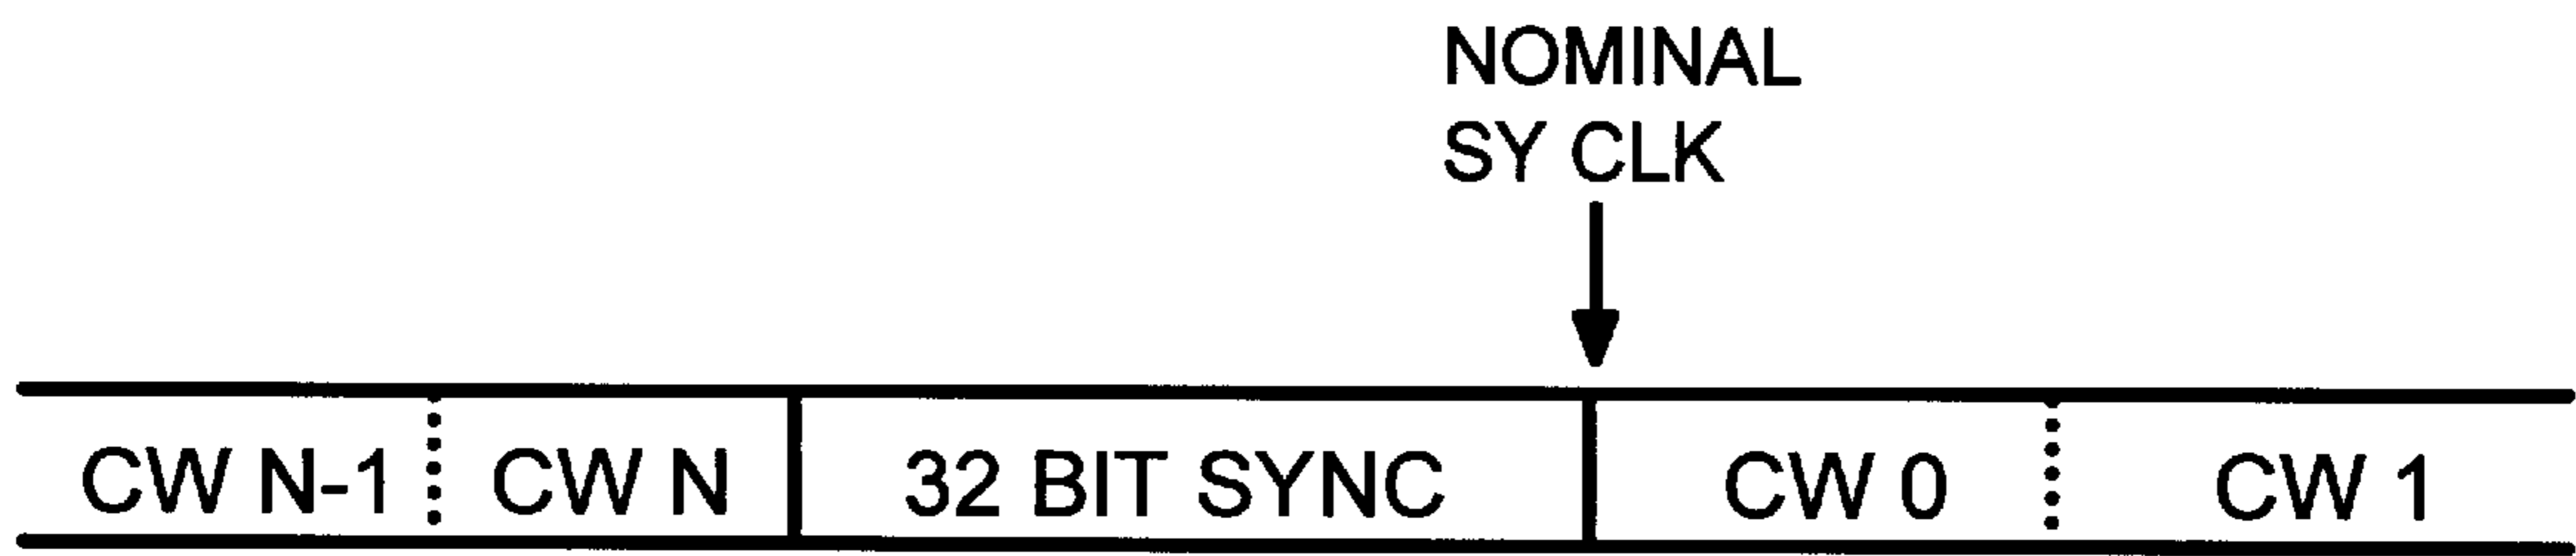 NOMINAL
SY CLK
CW N-1 CW N 32 BIT SYNC CW 0 CW 1